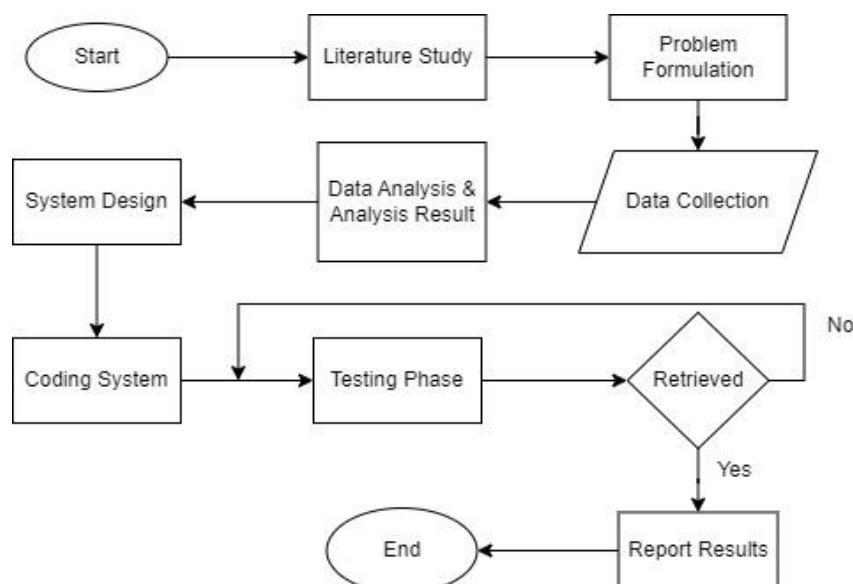 Start
Literature Study
Problem
Formulation
Data Collection
Data Analysis &
Analysis Result
System Design
Coding System
Testing Phase
Retrieved
No
Yes
Report Results
End